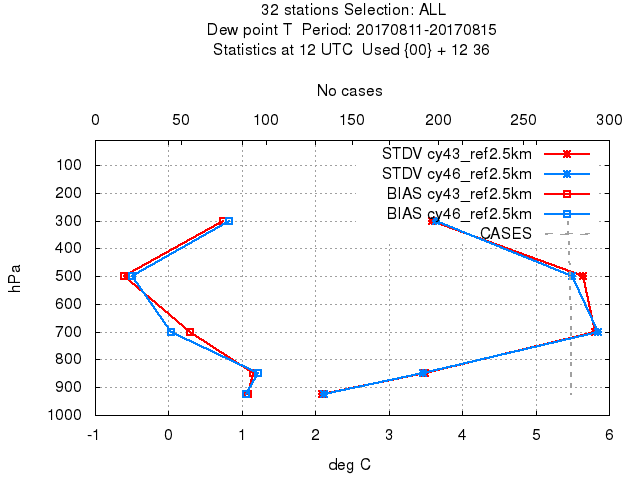 32 stations Selection: ALL
Dew point T  Period: 20170811-20170815
Statistics at 12 UTC  Used {00} + 12 36
No cases
0 50 100 150 200 250 300
STDV cy43_ref2.5km
STDV cy46_ref2.5km
BIAS cy43_ref2.5km
BIAS cy46_ref2.5km
CASES
hPa
100
200
300
400
500
600
700
800
900
1000
-1 0 1 2 3 4 5 6
deg C